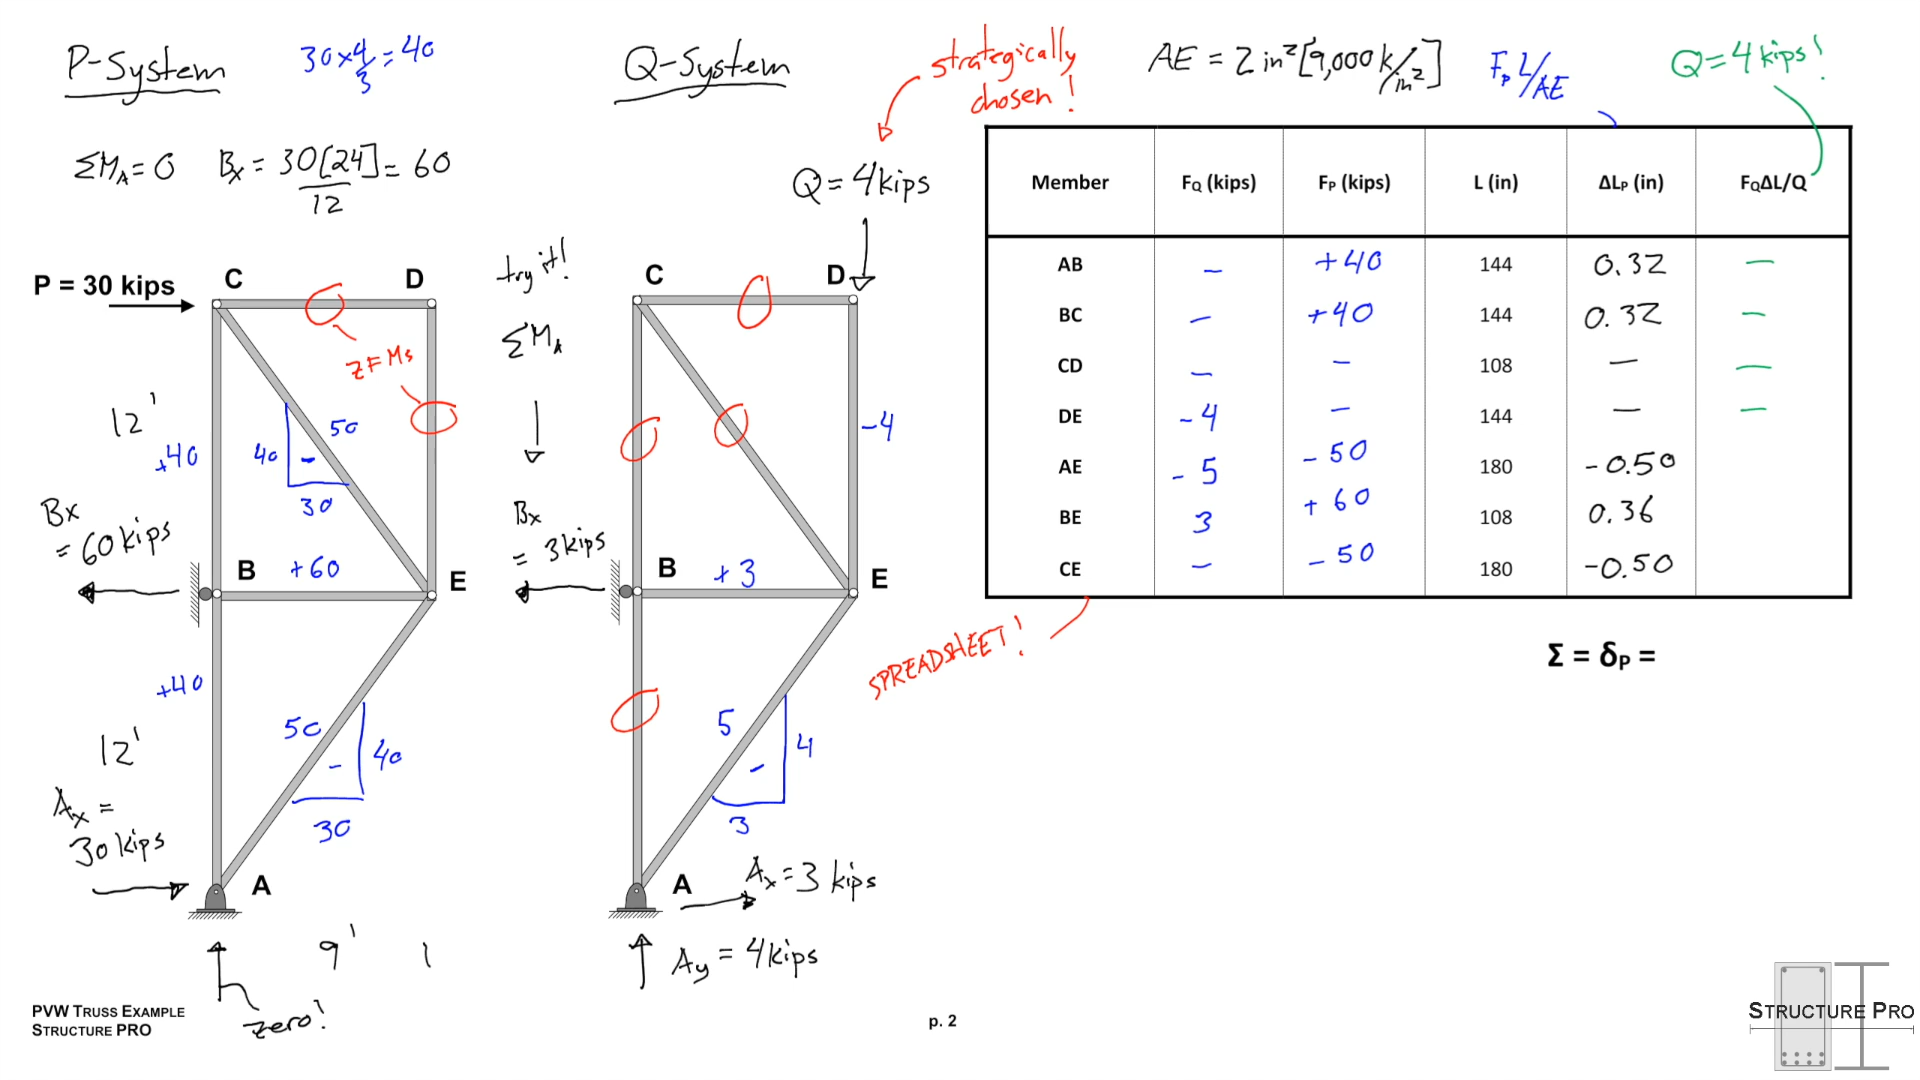 P-System
30 x 4/3 = 40
ΣM_A = 0 Bx = 30[24]/12 = 60
P = 30 kips
C
D
ZFMs
12'
+40
40
50
-
30
Bx
= 60 kips
B
+60
E
+40
50
40
-
30
12'
Ax =
30 kips
A
9'
zero!
PVW TRUSS EXAMPLE
STRUCTURE PRO
Q-System
strategically
chosen!
Q = 4 kips
try it!
ΣM_A
C
D
-4
Bx
= 3 kips
B
+3
E
5
4
-
3
A
Ax = 3 kips
Ay = 4 kips
p. 2
AE = 2 in² [9,000 k/in²]
F_P L/AE
Q = 4 kips!
Member FQ (kips) FP (kips) L (in) ΔLP (in) FQΔL/Q
AB - +40 144 0.32 -
BC - +40 144 0.32 -
CD - - 108 - -
DE -4 - 144 - -
AE -5 -50 180 -0.50
BE 3 +60 108 0.36
CE - -50 180 -0.50
SPREADSHEET!
Σ = δP =
STRUCTURE PRO